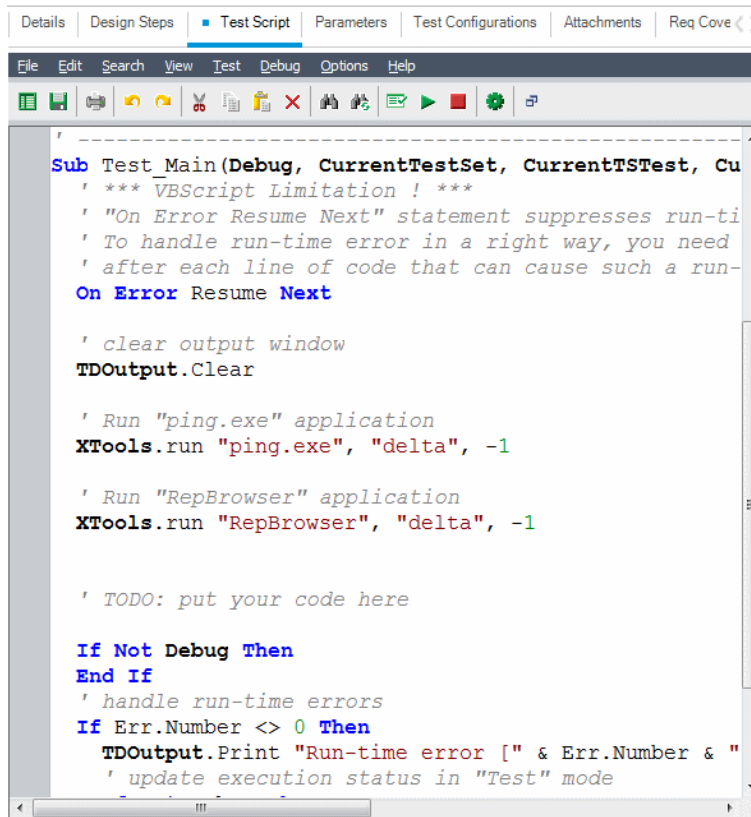 Details Design Steps Test Script Parameters Test Configurations Attachments Req Cove
File Edit Search View Test Debug Options Help
' ----------------------------------------------------
Sub Test_Main(Debug, CurrentTestSet, CurrentTSTest, Cu
' *** VBScript Limitation ! ***
' "On Error Resume Next" statement suppresses run-ti
' To handle run-time error in a right way, you need
' after each line of code that can cause such a run-
On Error Resume Next
' clear output window
TDOutput.Clear
' Run "ping.exe" application
XTools.run "ping.exe", "delta", -1
' Run "RepBrowser" application
XTools.run "RepBrowser", "delta", -1
' TODO: put your code here
If Not Debug Then
End If
' handle run-time errors
If Err.Number <> 0 Then
TDOutput.Print "Run-time error [" & Err.Number & "
' update execution status in "Test" mode